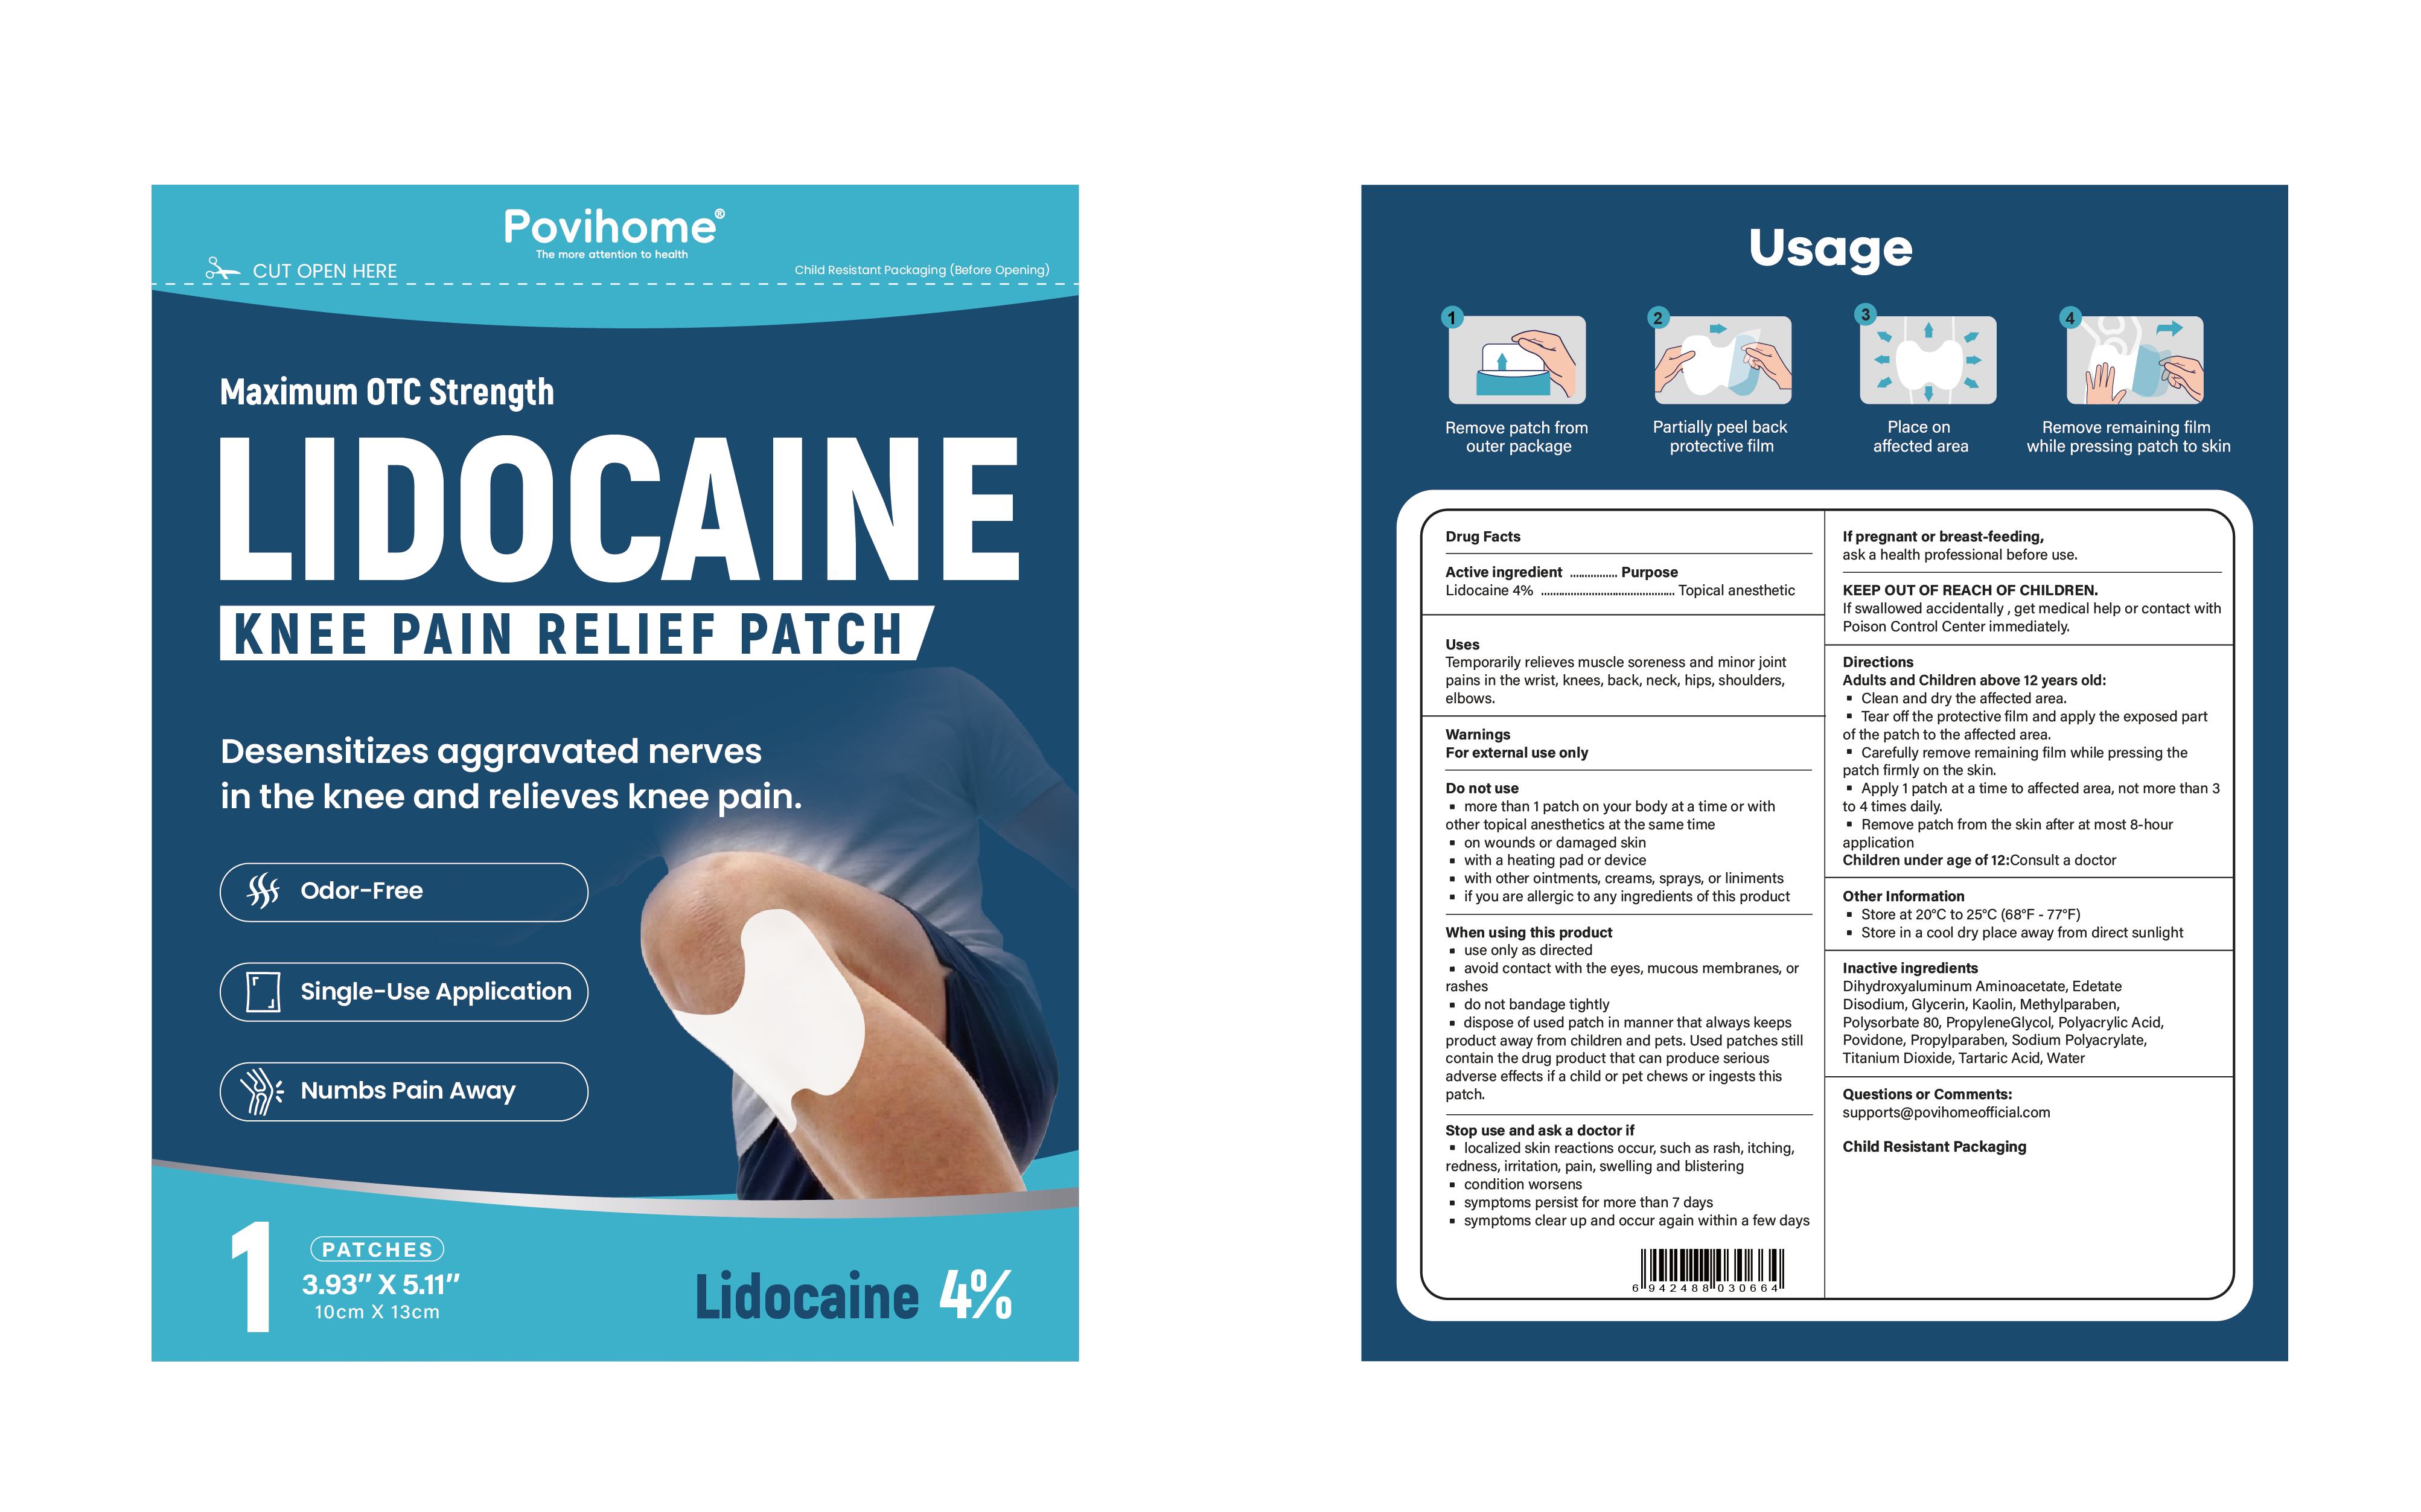 Povihome®
The more attention to health
CUT OPEN HERE
Child Resistant Packaging (Before Opening)
Maximum OTC Strength
LIDOCAINE
KNEE PAIN RELIEF PATCH
Desensitizes aggravated nerves
in the knee and relieves knee pain.
Odor-Free
Single-Use Application
Numbs Pain Away
1
PATCHES
3.93″ X 5.11″
10cm X 13cm
Lidocaine 4%
Usage
1
Remove patch from
outer package
2
Partially peel back
protective film
3
Place on
affected area
4
Remove remaining film
while pressing patch to skin
Drug Facts
Active ingredient ................ Purpose
Lidocaine 4% ............................................. Topical anesthetic
Uses
Temporarily relieves muscle soreness and minor joint
pains in the wrist, knees, back, neck, hips, shoulders,
elbows.
Warnings
For external use only
Do not use
▪ more than 1 patch on your body at a time or with
other topical anesthetics at the same time
▪ on wounds or damaged skin
▪ with a heating pad or device
▪ with other ointments, creams, sprays, or liniments
▪ if you are allergic to any ingredients of this product
When using this product
▪ use only as directed
▪ avoid contact with the eyes, mucous membranes, or
rashes
▪ do not bandage tightly
▪ dispose of used patch in manner that always keeps
product away from children and pets. Used patches still
contain the drug product that can produce serious
adverse effects if a child or pet chews or ingests this
patch.
Stop use and ask a doctor if
▪ localized skin reactions occur, such as rash, itching,
redness, irritation, pain, swelling and blistering
▪ condition worsens
▪ symptoms persist for more than 7 days
▪ symptoms clear up and occur again within a few days
6 942488 030664
If pregnant or breast-feeding,
ask a health professional before use.
KEEP OUT OF REACH OF CHILDREN.
If swallowed accidentally , get medical help or contact with
Poison Control Center immediately.
Directions
Adults and Children above 12 years old:
▪ Clean and dry the affected area.
▪ Tear off the protective film and apply the exposed part
of the patch to the affected area.
▪ Carefully remove remaining film while pressing the
patch firmly on the skin.
▪ Apply 1 patch at a time to affected area, not more than 3
to 4 times daily.
▪ Remove patch from the skin after at most 8-hour
application
Children under age of 12:Consult a doctor
Other Information
▪ Store at 20°C to 25°C (68°F - 77°F)
▪ Store in a cool dry place away from direct sunlight
Inactive ingredients
Dihydroxyaluminum Aminoacetate, Edetate
Disodium, Glycerin, Kaolin, Methylparaben,
Polysorbate 80, PropyleneGlycol, Polyacrylic Acid,
Povidone, Propylparaben, Sodium Polyacrylate,
Titanium Dioxide, Tartaric Acid, Water
Questions or Comments:
supports@povihomeofficial.com
Child Resistant Packaging